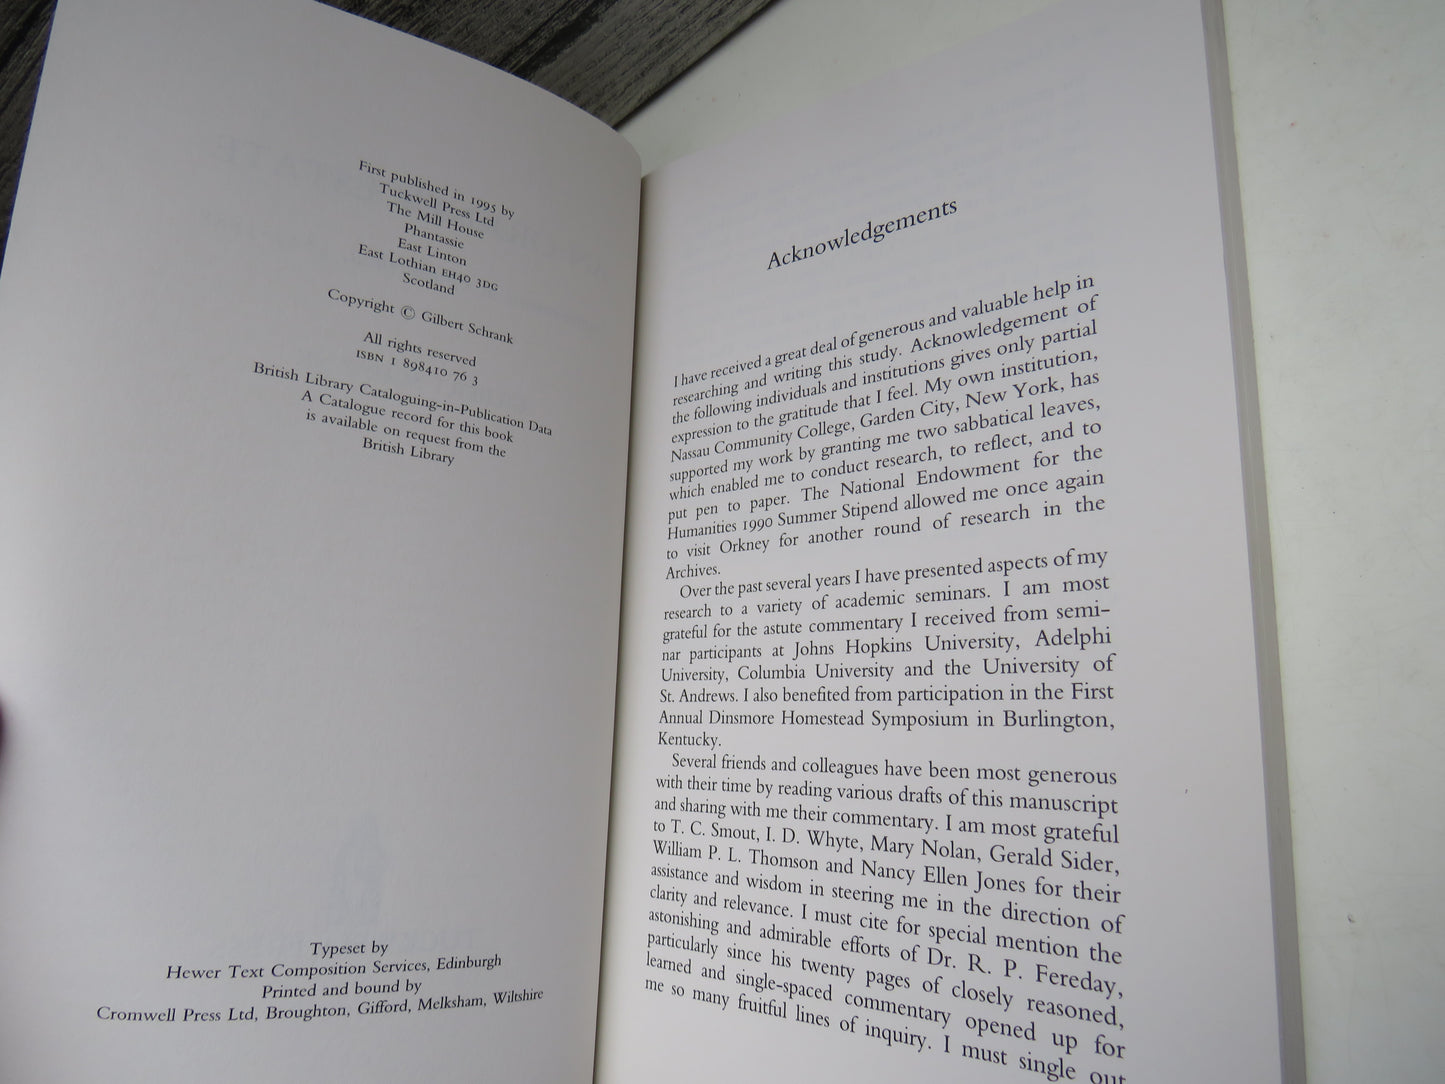 First published in 1995 by
Tuckwell Press Ltd
The Mill House
Phantassie
East Linton
East Lothian EH40 3DG
Scotland
Copyright © Gilbert Schrank
All rights reserved
ISBN 1 898410 76 3
British Library Cataloguing-in-Publication Data
A Catalogue record for this book
is available on request from the
British Library
Typeset by
Hewer Text Composition Services, Edinburgh
Printed and bound by
Cromwell Press Ltd, Broughton, Gifford, Melksham, Wiltshire
Acknowledgements
I have received a great deal of generous and valuable help in
researching and writing this study. Acknowledgement of
the following individuals and institutions gives only partial
expression to the gratitude that I feel. My own institution,
Nassau Community College, Garden City, New York, has
supported my work by granting me two sabbatical leaves,
which enabled me to conduct research, to reflect, and to
put pen to paper. The National Endowment for the
Humanities 1990 Summer Stipend allowed me once again
to visit Orkney for another round of research in the
Archives.
Over the past several years I have presented aspects of my
research to a variety of academic seminars. I am most
grateful for the astute commentary I received from semi-
nar participants at Johns Hopkins University, Adelphi
University, Columbia University and the University of
St. Andrews. I also benefited from participation in the First
Annual Dinsmore Homestead Symposium in Burlington,
Kentucky.
Several friends and colleagues have been most generous
with their time by reading various drafts of this manuscript
and sharing with me their commentary. I am most grateful
to T. C. Smout, I. D. Whyte, Mary Nolan, Gerald Sider,
William P. L. Thomson and Nancy Ellen Jones for their
assistance and wisdom in steering me in the direction of
clarity and relevance. I must cite for special mention the
astonishing and admirable efforts of Dr. R. P. Fereday,
particularly since his twenty pages of closely reasoned,
learned and single-spaced commentary opened up for
me so many fruitful lines of inquiry. I must single out